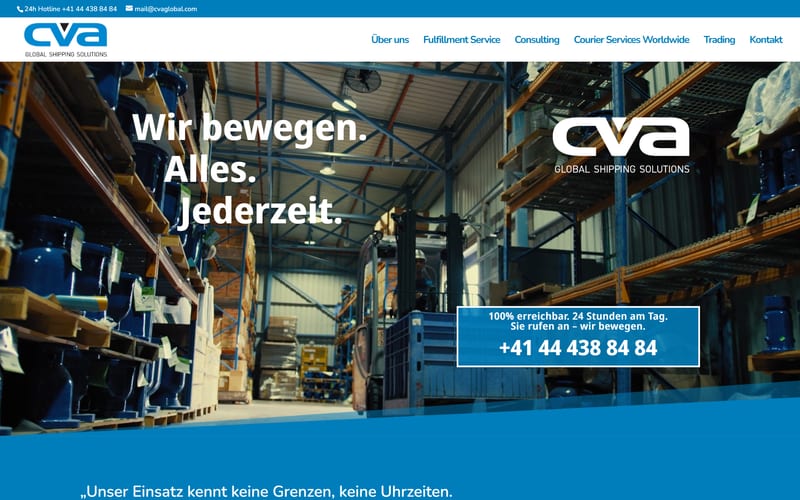 24h Hotline +41 44 438 84 84 mail@cvaglobal.com
cva
GLOBAL SHIPPING SOLUTIONS
Über uns Fulfillment Service Consulting Courier Services Worldwide Trading Kontakt
Wir bewegen.
Alles.
Jederzeit.
cva
GLOBAL SHIPPING SOLUTIONS
100% erreichbar. 24 Stunden am Tag.
Sie rufen an – wir bewegen.
+41 44 438 84 84
„Unser Einsatz kennt keine Grenzen, keine Uhrzeiten.